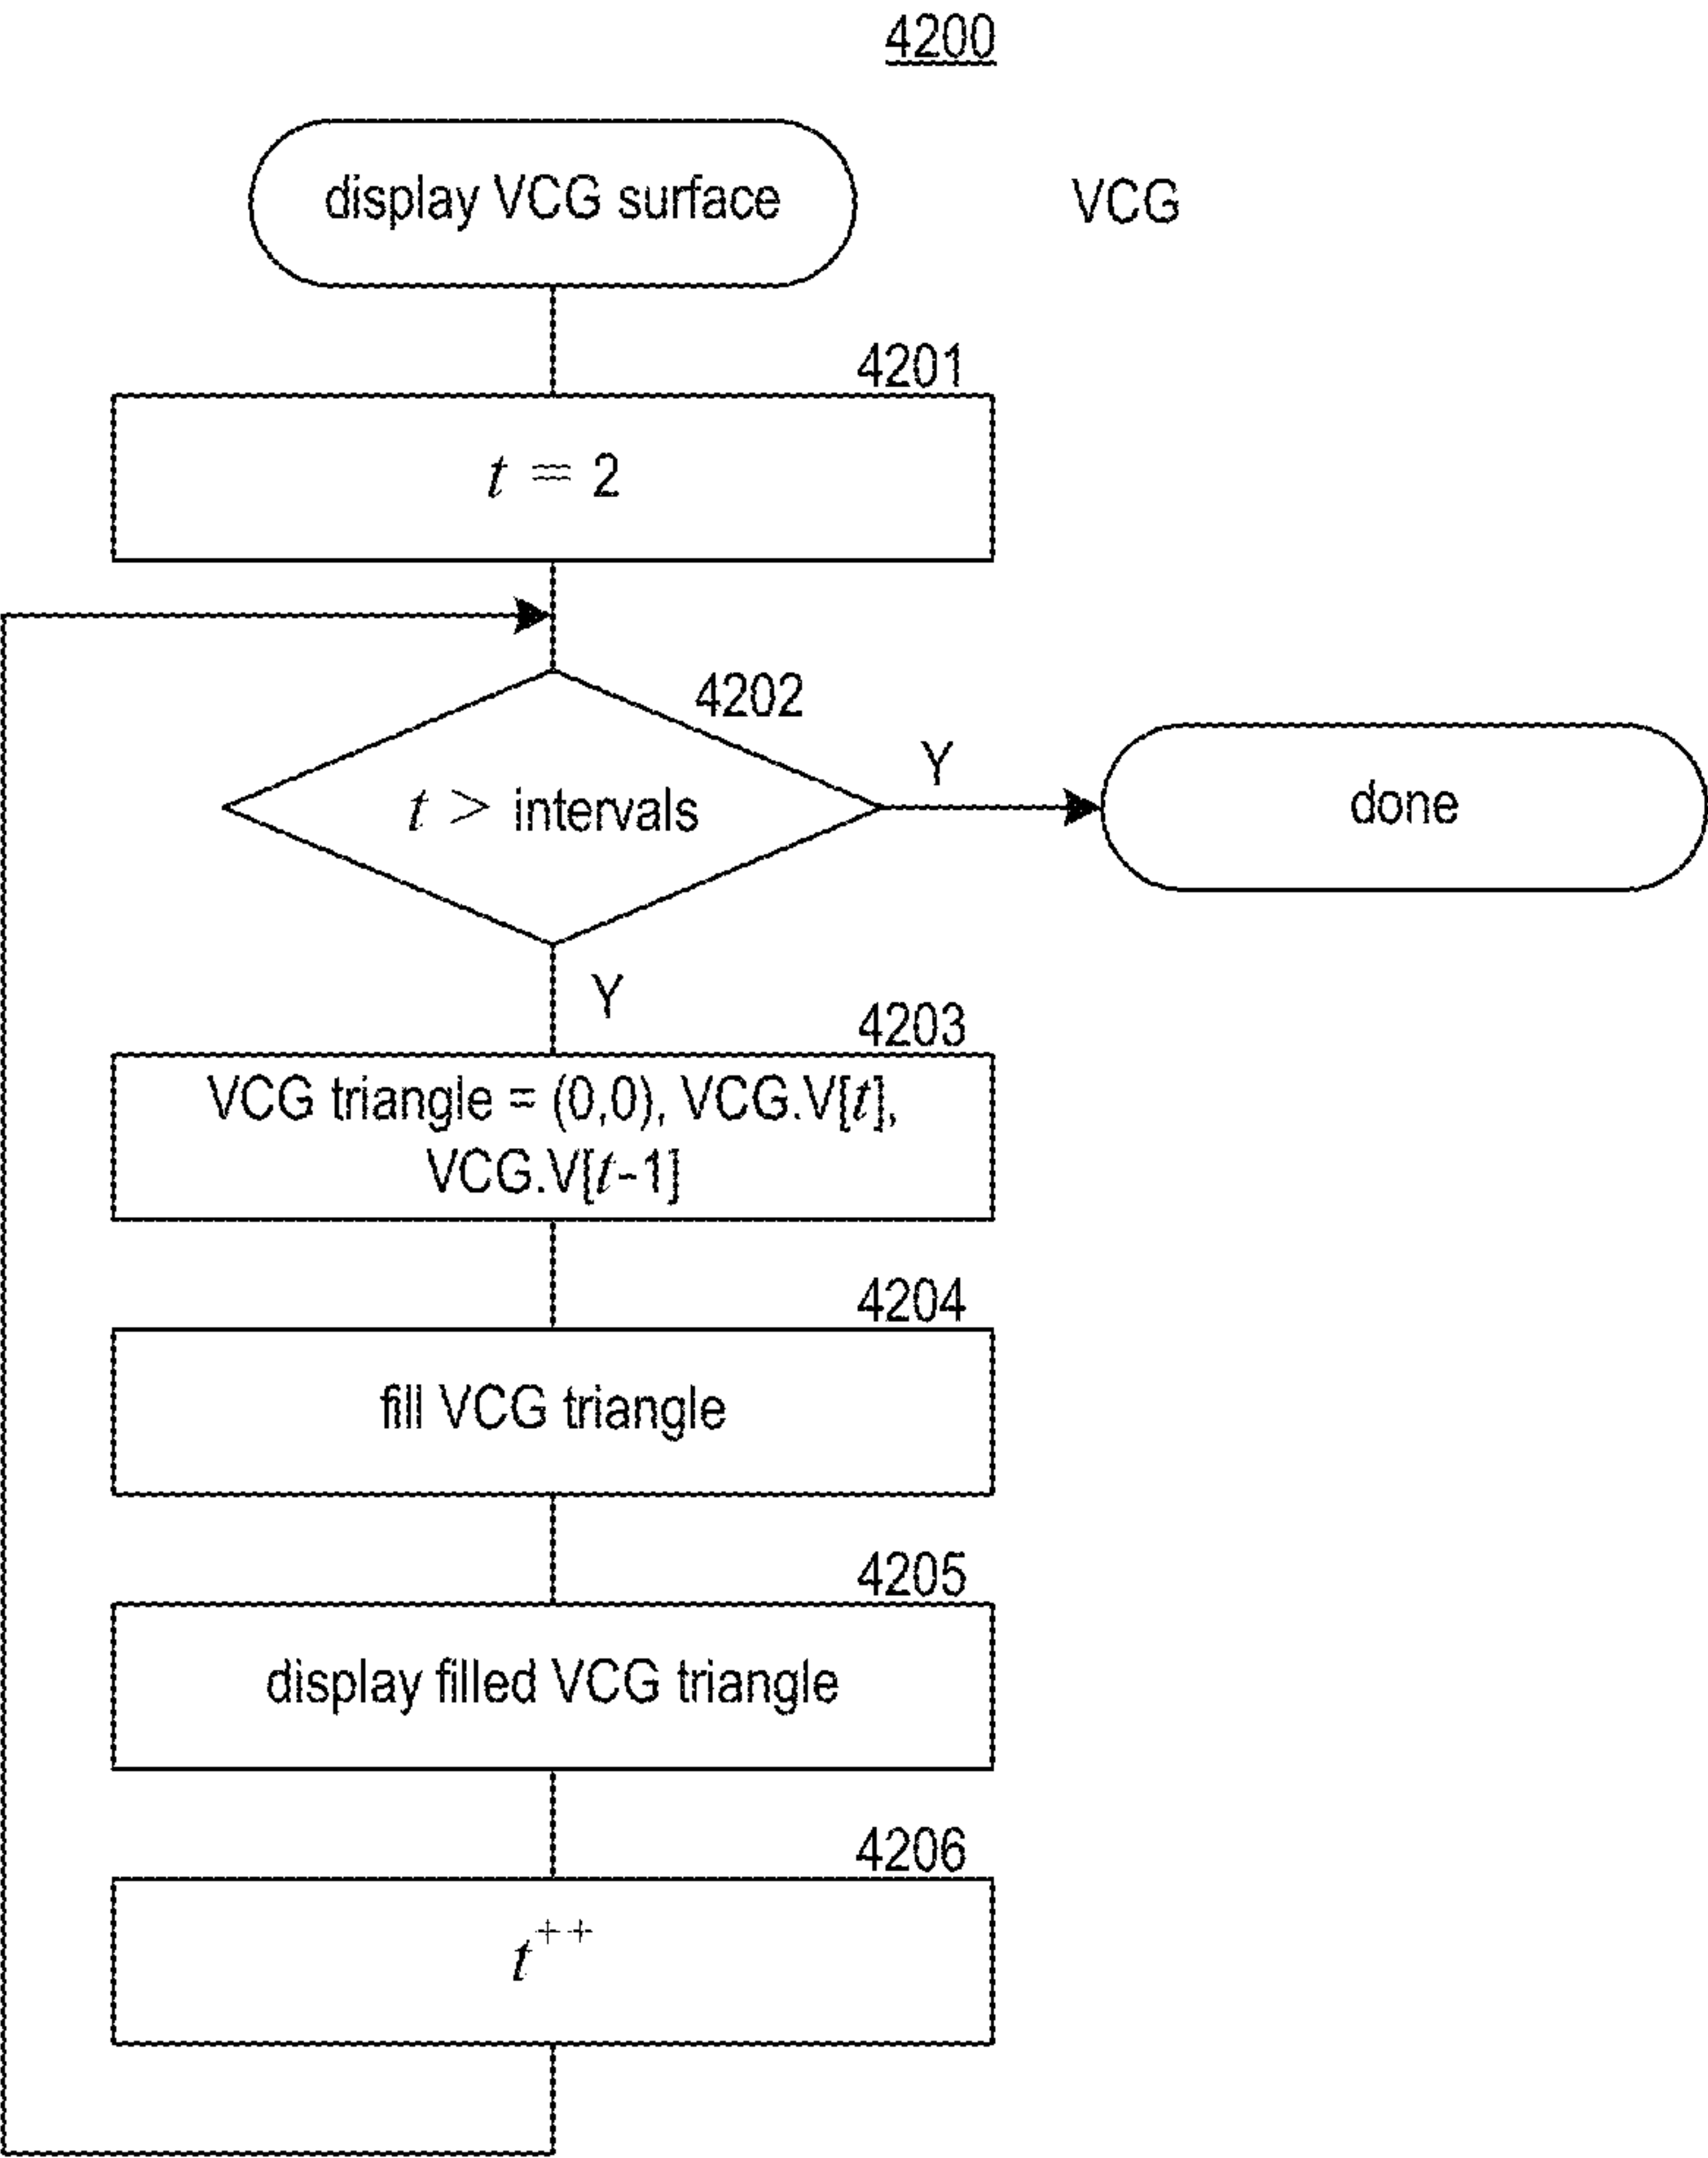 4200
display VCG surface
VCG
4201
t = 2
4202
t > intervals
Y
done
Y
4203
VCG triangle = (0,0), VCG.V[t],
VCG.V[t-1]
4204
fill VCG triangle
4205
display filled VCG triangle
4206
t++